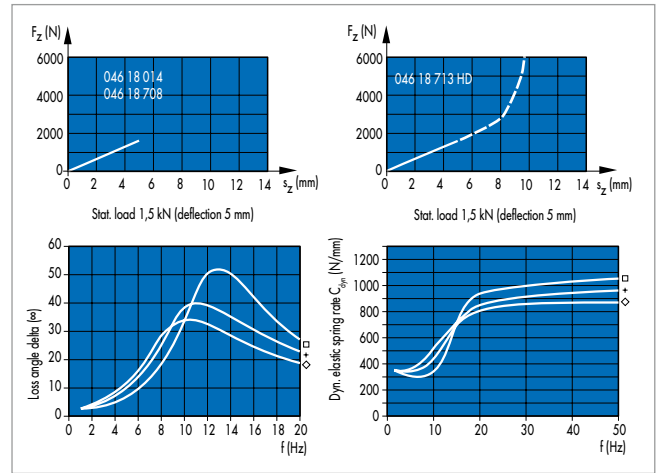 F_z (N)
6000
4000
2000
0
046 18 014
046 18 708
0 2 4 6 8 10 12 14 s_z (mm)
Stat. load 1,5 kN (deflection 5 mm)
F_z (N)
6000
4000
2000
0
046 18 713 HD
0 2 4 6 8 10 12 14 s_z (mm)
Stat. load 1,5 kN (deflection 5 mm)
Loss angle delta (∞)
60
50
40
30
20
10
0
0 2 4 6 8 10 12 14 16 18 20
f (Hz)
Dyn. elastic spring rate C_dyn (N/mm)
1200
1000
800
600
400
200
0
0 10 20 30 40 50
f (Hz)